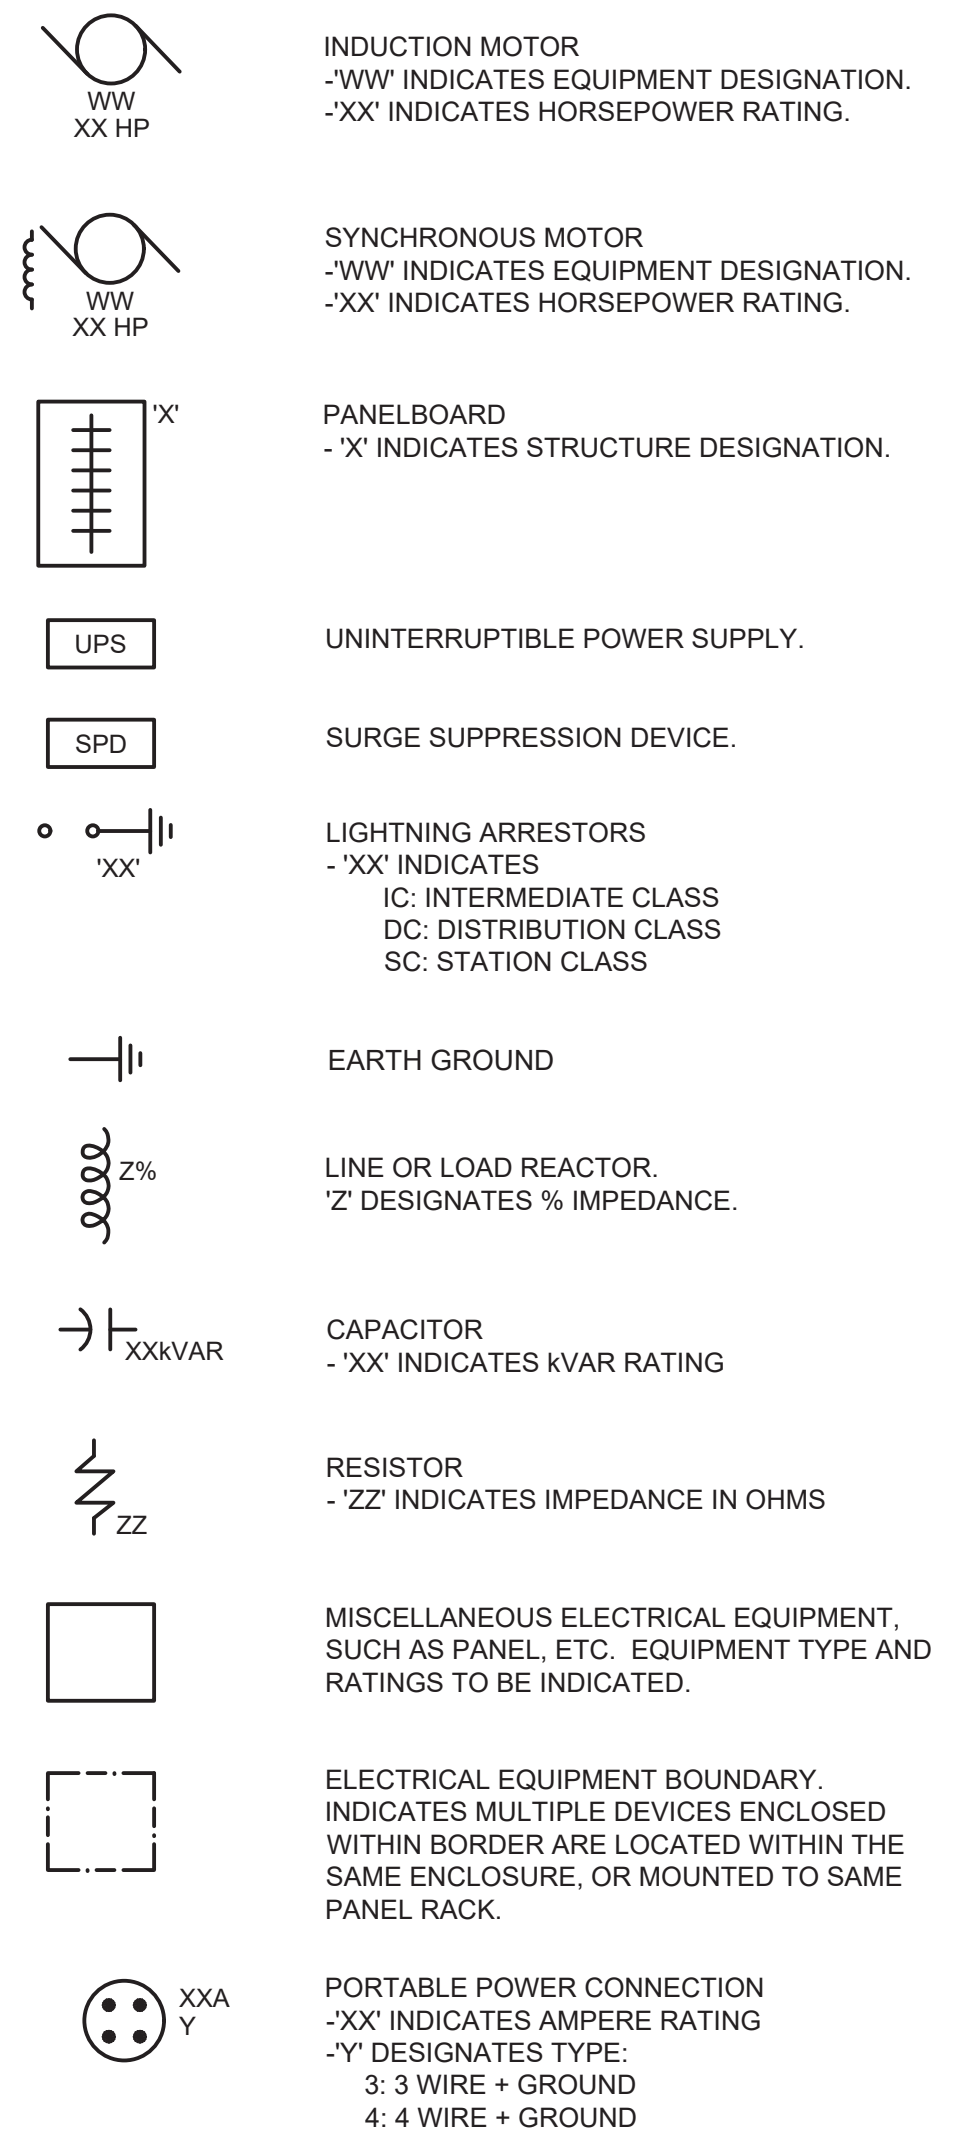 INDUCTION MOTOR
-'WW' INDICATES EQUIPMENT DESIGNATION.
-'XX' INDICATES HORSEPOWER RATING.
WW
XX HP
SYNCHRONOUS MOTOR
-'WW' INDICATES EQUIPMENT DESIGNATION.
-'XX' INDICATES HORSEPOWER RATING.
WW
XX HP
'X'
PANELBOARD
- 'X' INDICATES STRUCTURE DESIGNATION.
UPS
UNINTERRUPTIBLE POWER SUPPLY.
SPD
SURGE SUPPRESSION DEVICE.
'XX'
LIGHTNING ARRESTORS
- 'XX' INDICATES
IC: INTERMEDIATE CLASS
DC: DISTRIBUTION CLASS
SC: STATION CLASS
EARTH GROUND
Z%
LINE OR LOAD REACTOR.
'Z' DESIGNATES % IMPEDANCE.
XXkVAR
CAPACITOR
- 'XX' INDICATES kVAR RATING
ZZ
RESISTOR
- 'ZZ' INDICATES IMPEDANCE IN OHMS
MISCELLANEOUS ELECTRICAL EQUIPMENT,
SUCH AS PANEL, ETC.  EQUIPMENT TYPE AND
RATINGS TO BE INDICATED.
ELECTRICAL EQUIPMENT BOUNDARY.
INDICATES MULTIPLE DEVICES ENCLOSED
WITHIN BORDER ARE LOCATED WITHIN THE
SAME ENCLOSURE, OR MOUNTED TO SAME
PANEL RACK.
XXA
Y
PORTABLE POWER CONNECTION
-'XX' INDICATES AMPERE RATING
-'Y' DESIGNATES TYPE:
3: 3 WIRE + GROUND
4: 4 WIRE + GROUND